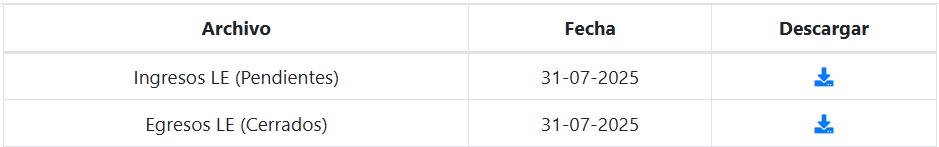 Archivo Fecha Descargar
Ingresos LE (Pendientes) 31-07-2025
Egresos LE (Cerrados) 31-07-2025